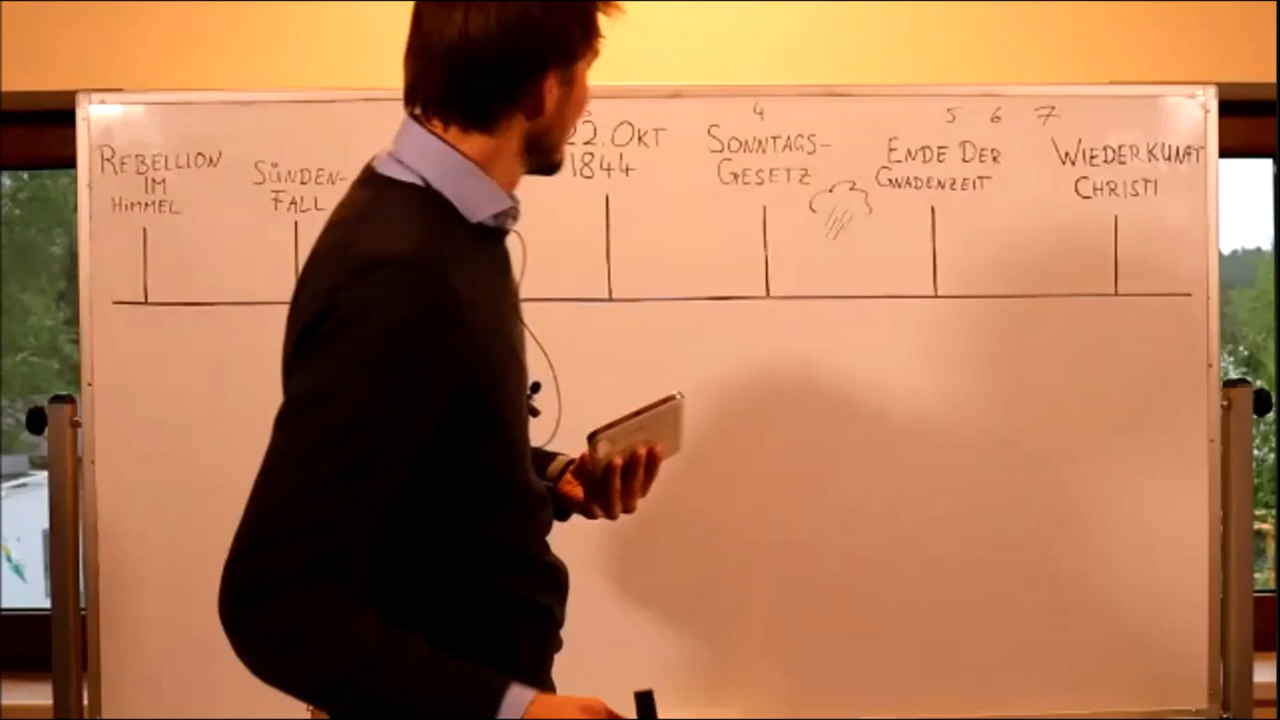 4
5 6 7
REBELLION
IM
HIMMEL
SÜNDEN-
FALL
22. OKT
1844
SONNTAGS-
GESETZ
ENDE DER
GNADENZEIT
WIEDERKUNFT
CHRISTI